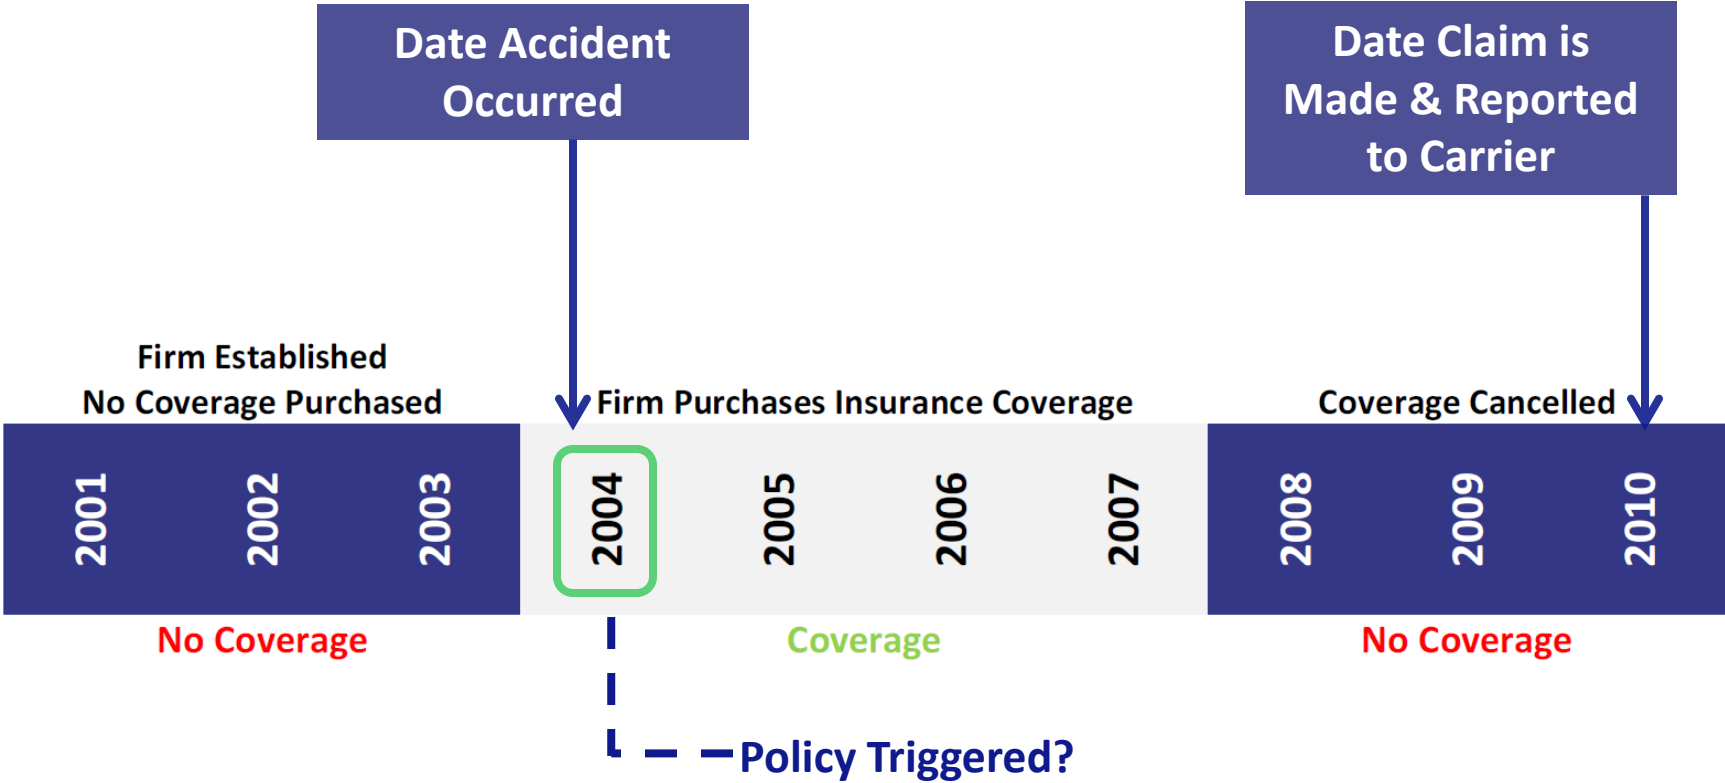 Date Accident
Occurred
Date Claim is
Made & Reported
to Carrier
Firm Established
No Coverage Purchased
Firm Purchases Insurance Coverage
Coverage Cancelled
2001
2002
2003
2004
2005
2006
2007
2008
2009
2010
No Coverage
Coverage
No Coverage
Policy Triggered?